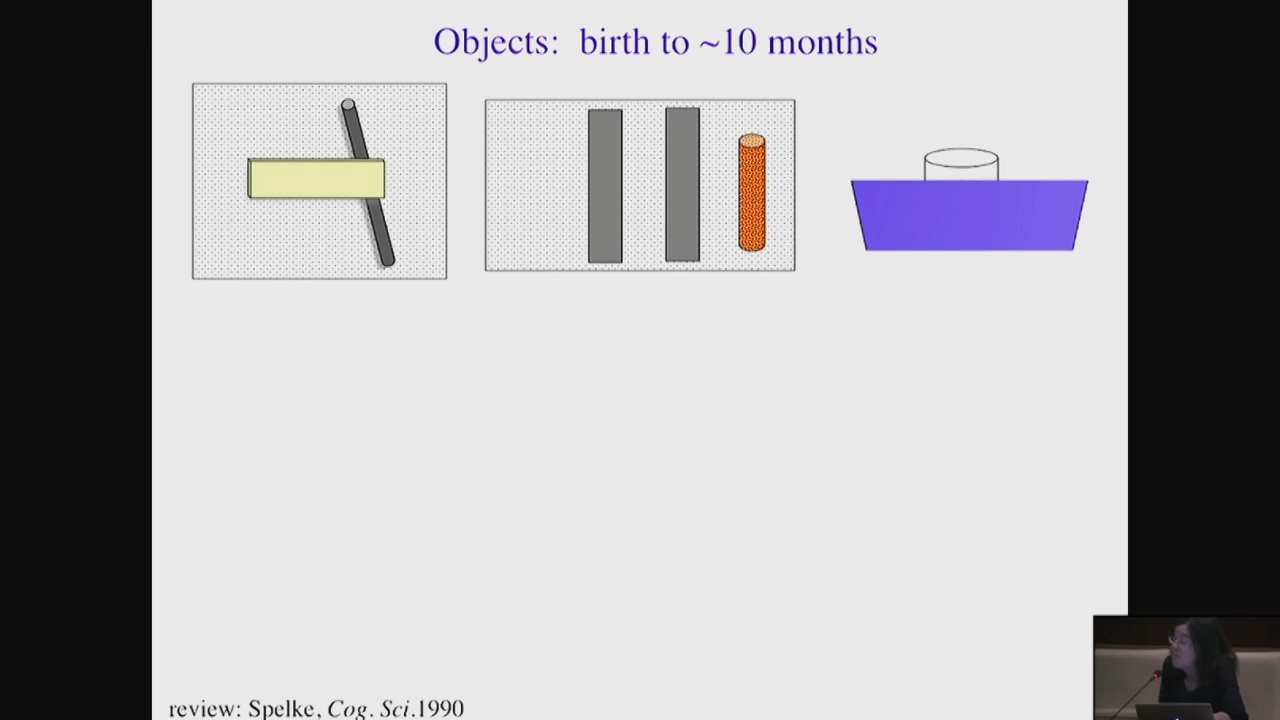 Objects: birth to ~10 months
review: Spelke, Cog. Sci.1990